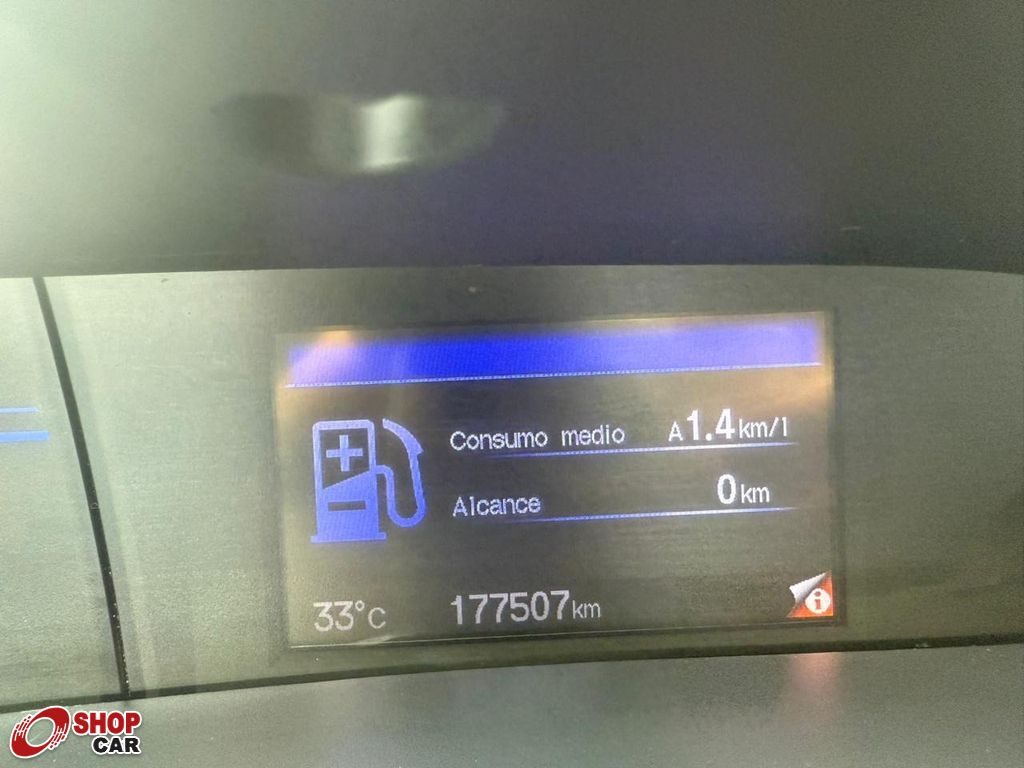 Consumo medio A1.4km/l
Alcance 0km
33°C 177507km
i
SHOP
CAR